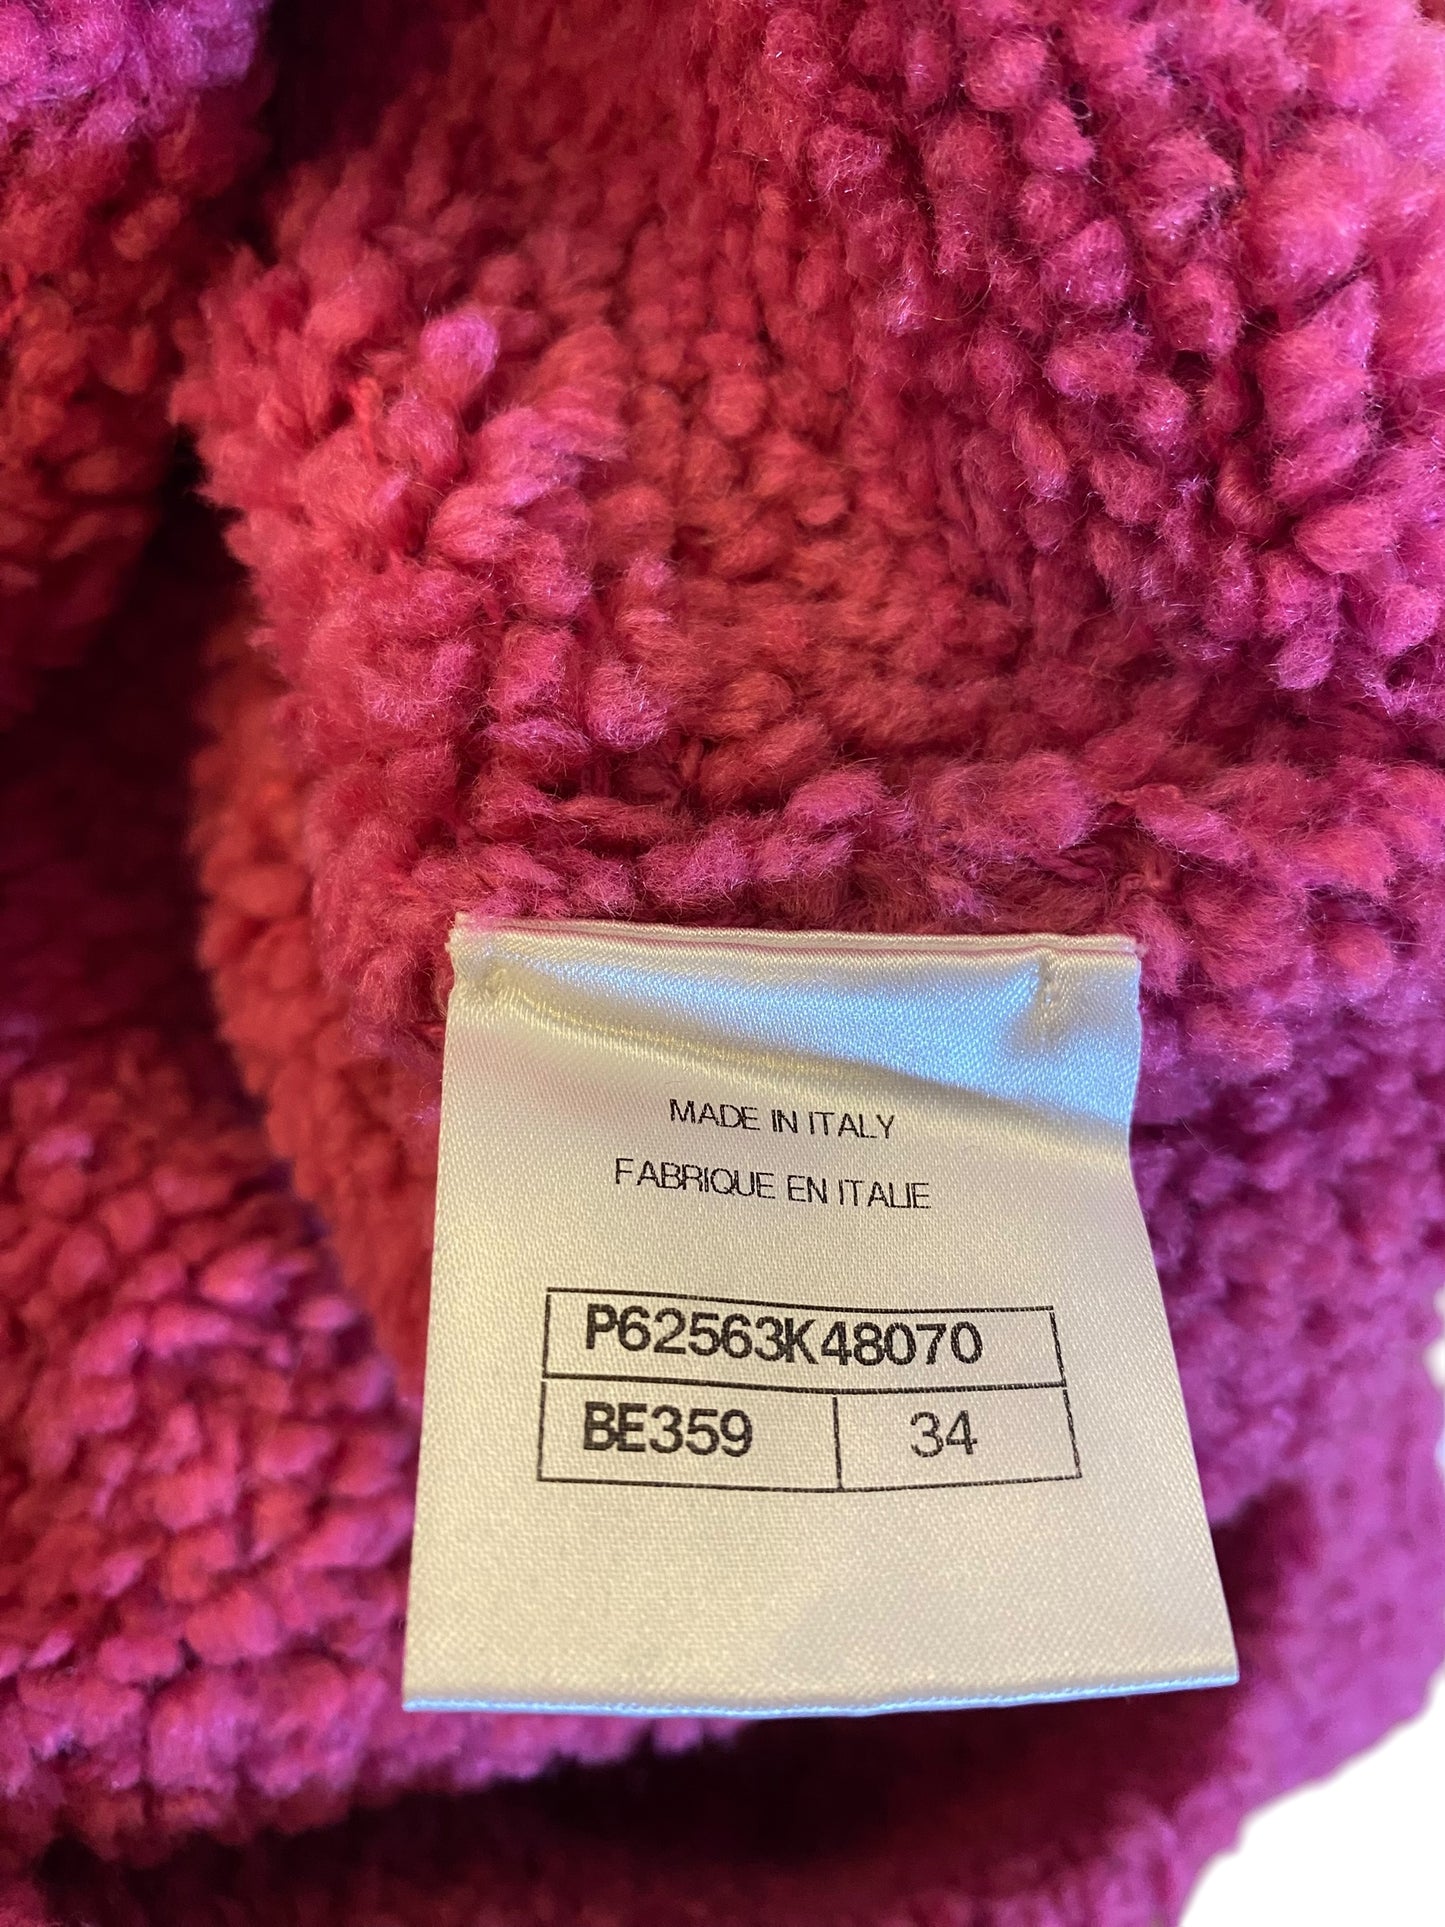 MADE IN ITALY
FABRIQUE EN ITALIE
P62563K48070
BE359 34